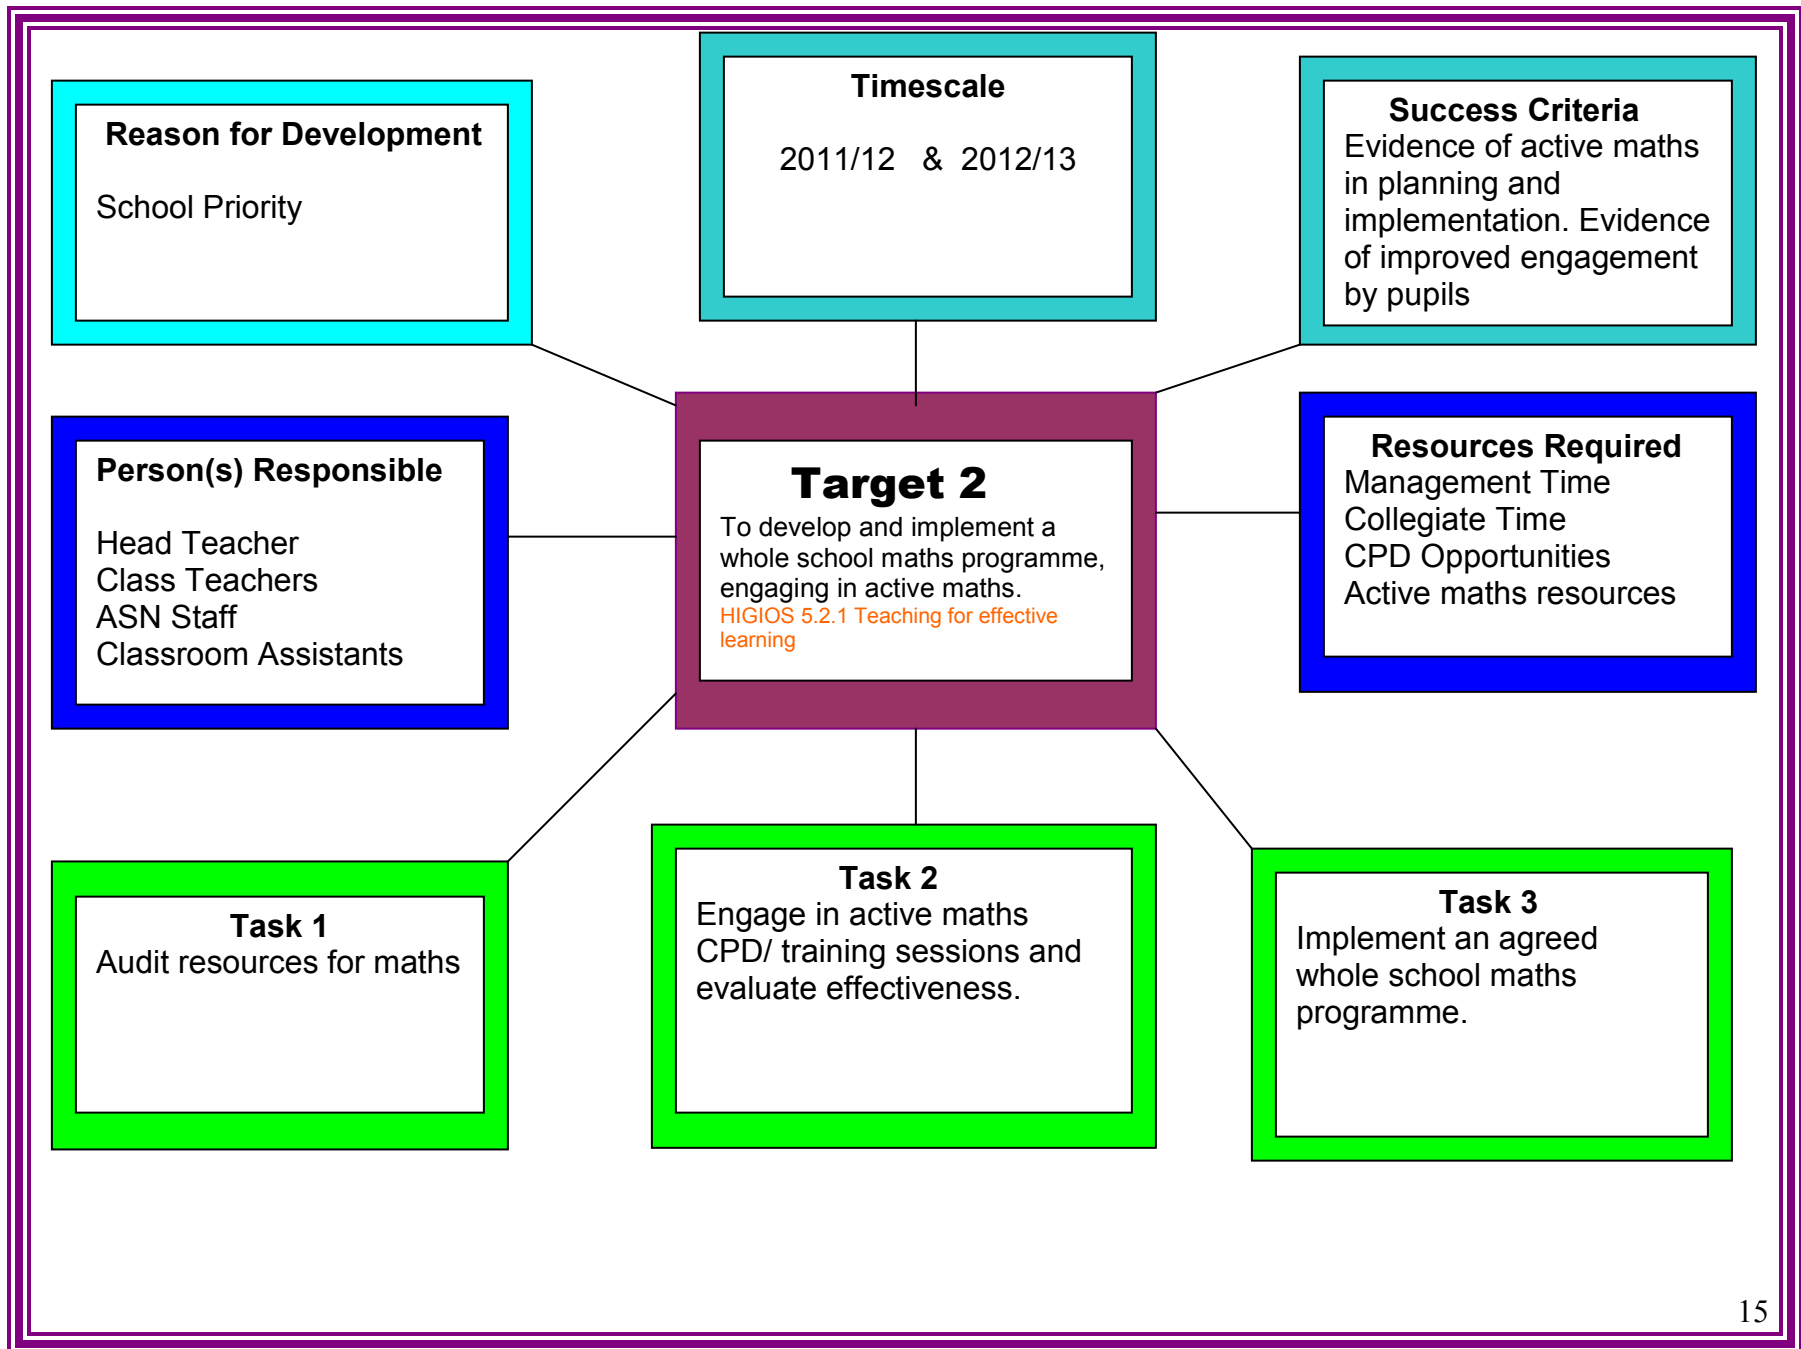 Reason for Development
School Priority
Timescale
2011/12 & 2012/13
Success Criteria
Evidence of active maths
in planning and
implementation. Evidence
of improved engagement
by pupils
Person(s) Responsible
Head Teacher
Class Teachers
ASN Staff
Classroom Assistants
Target 2
To develop and implement a
whole school maths programme,
engaging in active maths.
HIGIOS 5.2.1 Teaching for effective
learning
Resources Required
Management Time
Collegiate Time
CPD Opportunities
Active maths resources
Task 1
Audit resources for maths
Task 2
Engage in active maths
CPD/ training sessions and
evaluate effectiveness.
Task 3
Implement an agreed
whole school maths
programme.
15